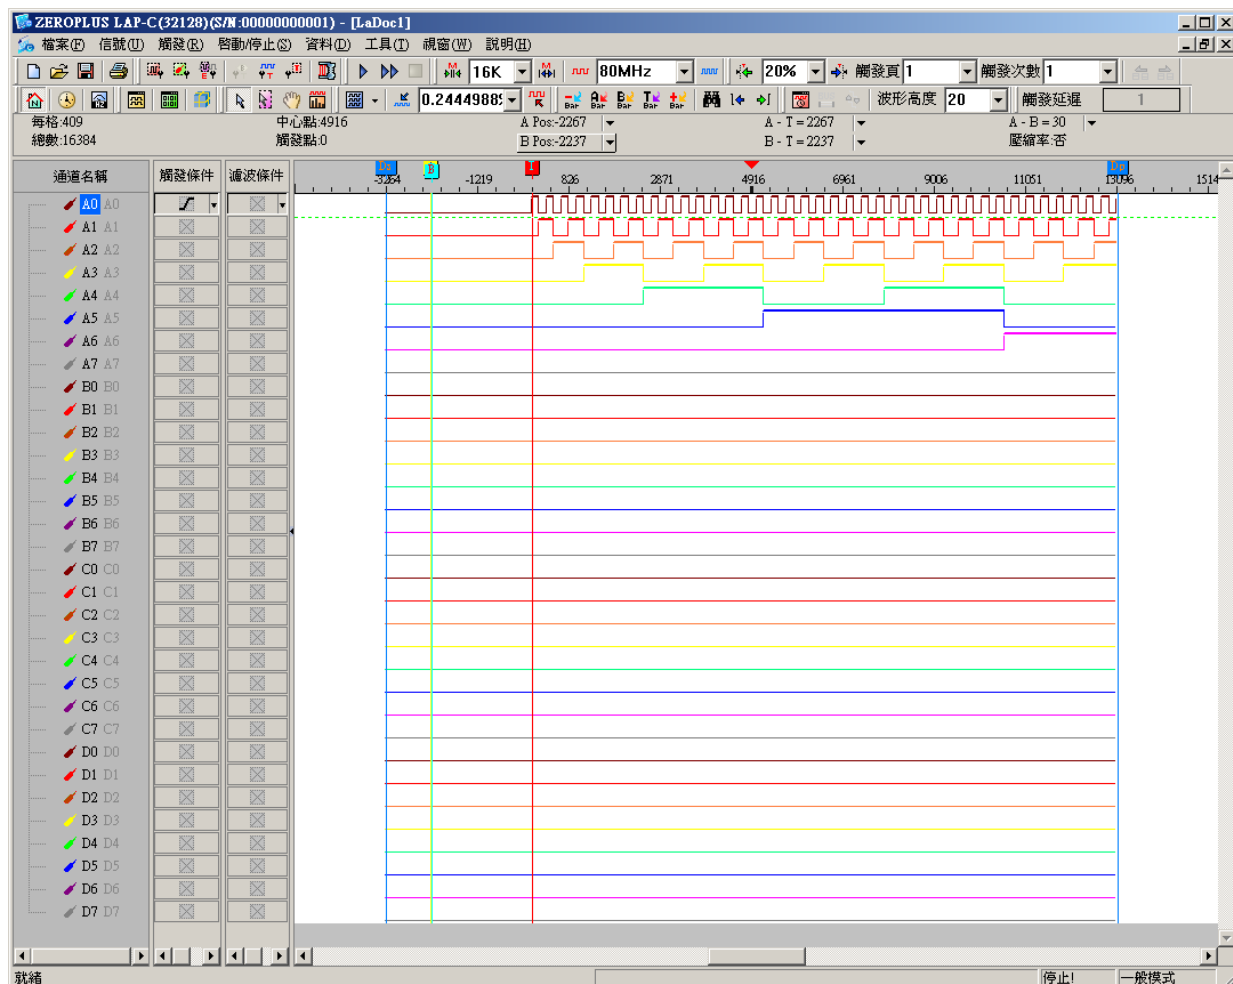 ZEROPLUS LAP-C(32128)(S/N:00000000001) - [LaDoc1]
檔案(F) 信號(U) 觸發(R) 啟動/停止(S) 資料(D) 工具(T) 視窗(W) 說明(H)
16K 80MHz 20% 觸發頁 1 觸發次數 1
0.2444988 Bar Bar Bar Bar Bar 波形高度 20 觸發延遲 1
每格:409 中心點:4916 A Pos:-2267 A - T = 2267 A - B = 30
總數:16384 觸發點:0 B Pos:-2237 B - T = 2237 壓縮率:否
通道名稱 觸發條件 濾波條件
B T
-1219 826 2871 4916 6961 9006 11051 1514
A0 A0
A1 A1
A2 A2
A3 A3
A4 A4
A5 A5
A6 A6
A7 A7
B0 B0
B1 B1
B2 B2
B3 B3
B4 B4
B5 B5
B6 B6
B7 B7
C0 C0
C1 C1
C2 C2
C3 C3
C4 C4
C5 C5
C6 C6
C7 C7
D0 D0
D1 D1
D2 D2
D3 D3
D4 D4
D5 D5
D6 D6
D7 D7
就緒 停止! 一般模式